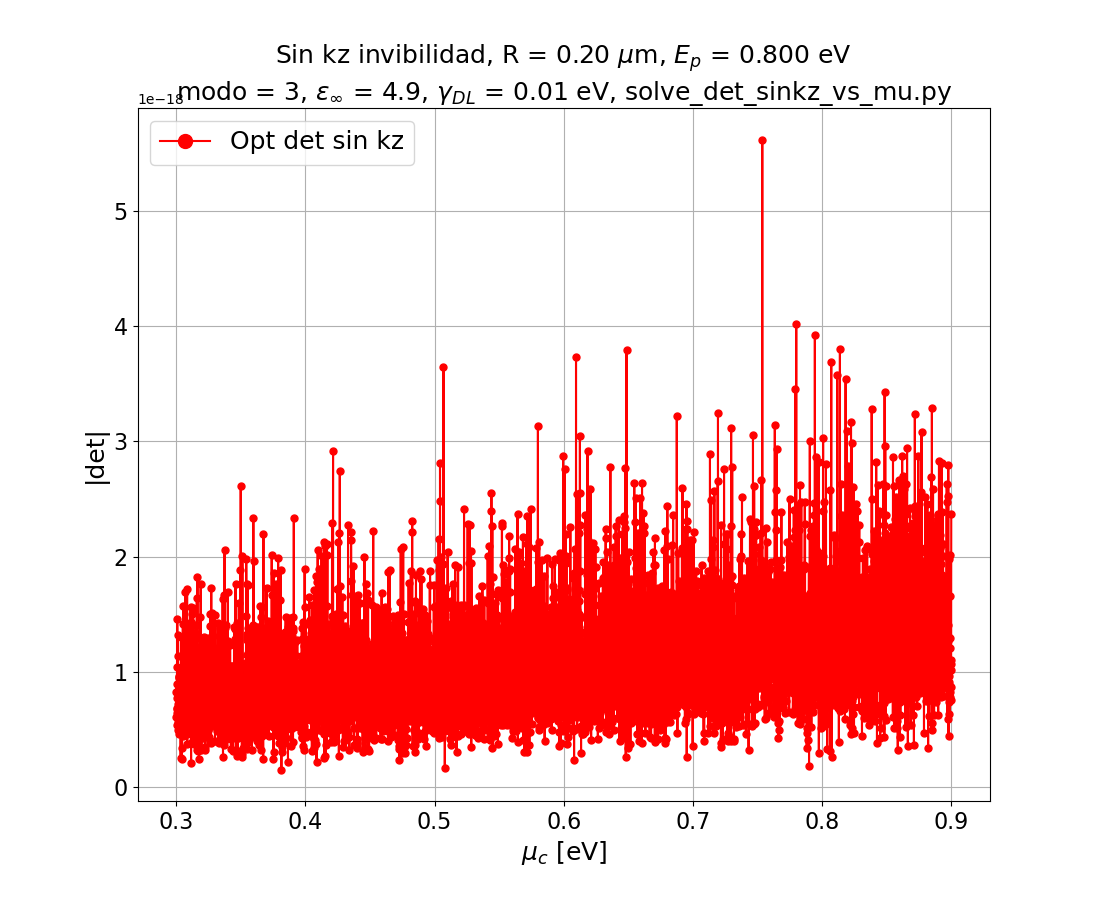 Sin kz invibilidad, R = 0.20 μm, E_p = 0.800 eV
modo = 3, ε_∞ = 4.9, γ_DL = 0.01 eV, solve_det_sinkz_vs_mu.py
1e−18
Opt det sin kz
5
4
3
2
1
0
|det|
0.3 0.4 0.5 0.6 0.7 0.8 0.9
μ_c [eV]